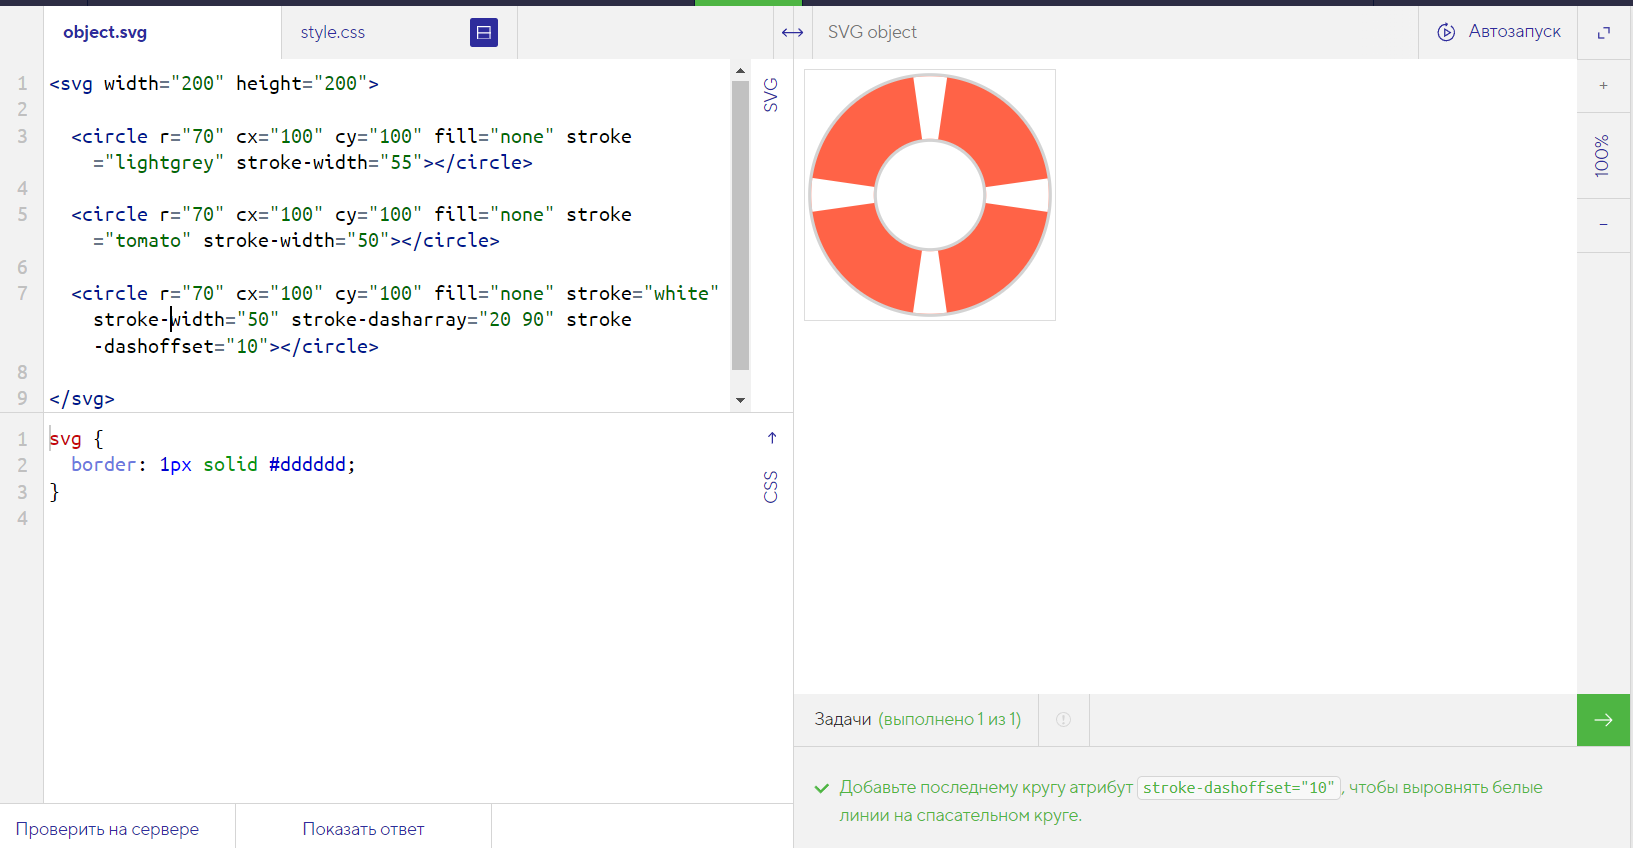 object.svg
style.css
SVG object
Автозапуск
1 <svg width="200" height="200">
2
3 <circle r="70" cx="100" cy="100" fill="none" stroke
="lightgrey" stroke-width="55"></circle>
4
5 <circle r="70" cx="100" cy="100" fill="none" stroke
="tomato" stroke-width="50"></circle>
6
7 <circle r="70" cx="100" cy="100" fill="none" stroke="white"
stroke-width="50" stroke-dasharray="20 90" stroke
-dashoffset="10"></circle>
8
9 </svg>
SVG
1 svg {
2 border: 1px solid #dddddd;
3 }
4
CSS
+
100%
−
Задачи (выполнено 1 из 1)
Добавьте последнему кругу атрибут stroke-dashoffset="10", чтобы выровнять белые
линии на спасательном круге.
Проверить на сервере
Показать ответ